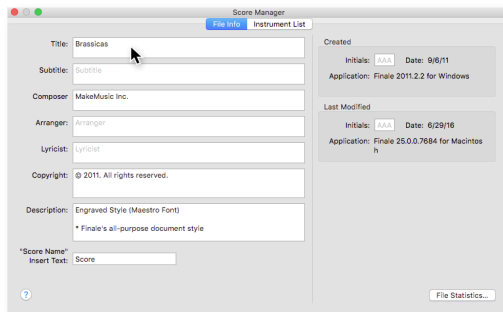 Score Manager
File Info Instrument List
Title: Brassicas
Subtitle: Subtitle
Composer MakeMusic Inc.
Arranger: Arranger
Lyricist: Lyricist
Copyright: © 2011. All rights reserved.
Description: Engraved Style (Maestro Font)
* Finale's all-purpose document style
"Score Name"
Insert Text: Score
Created
Initials: AAA Date: 9/6/11
Application: Finale 2011.2.2 for Windows
Last Modified
Initials: AAA Date: 6/29/16
Application: Finale 25.0.0.7684 for Macintos
h
?
File Statistics...